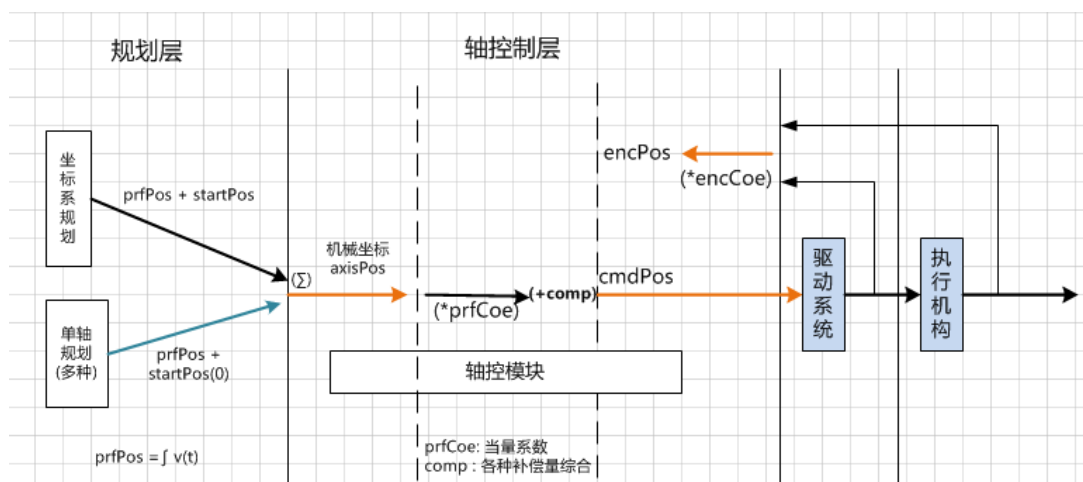 规划层
轴控制层
坐
标
系
规
划
prfPos + startPos
encPos
(*encCoe)
机械坐标
axisPos
(∑)
(*prfCoe)
(+comp)
cmdPos
驱
动
系
统
执
行
机
构
单轴
规划
(多种)
prfPos +
startPos(0)
轴控模块
prfPos = ∫ v(t)
prfCoe: 当量系数
comp : 各种补偿量综合